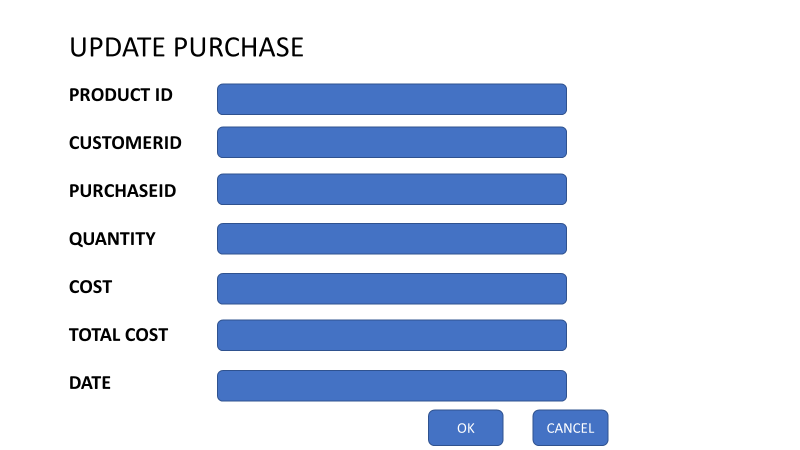 UPDATE PURCHASE
PRODUCT ID
CUSTOMERID
PURCHASEID
QUANTITY
COST
TOTAL COST
DATE
OK CANCEL